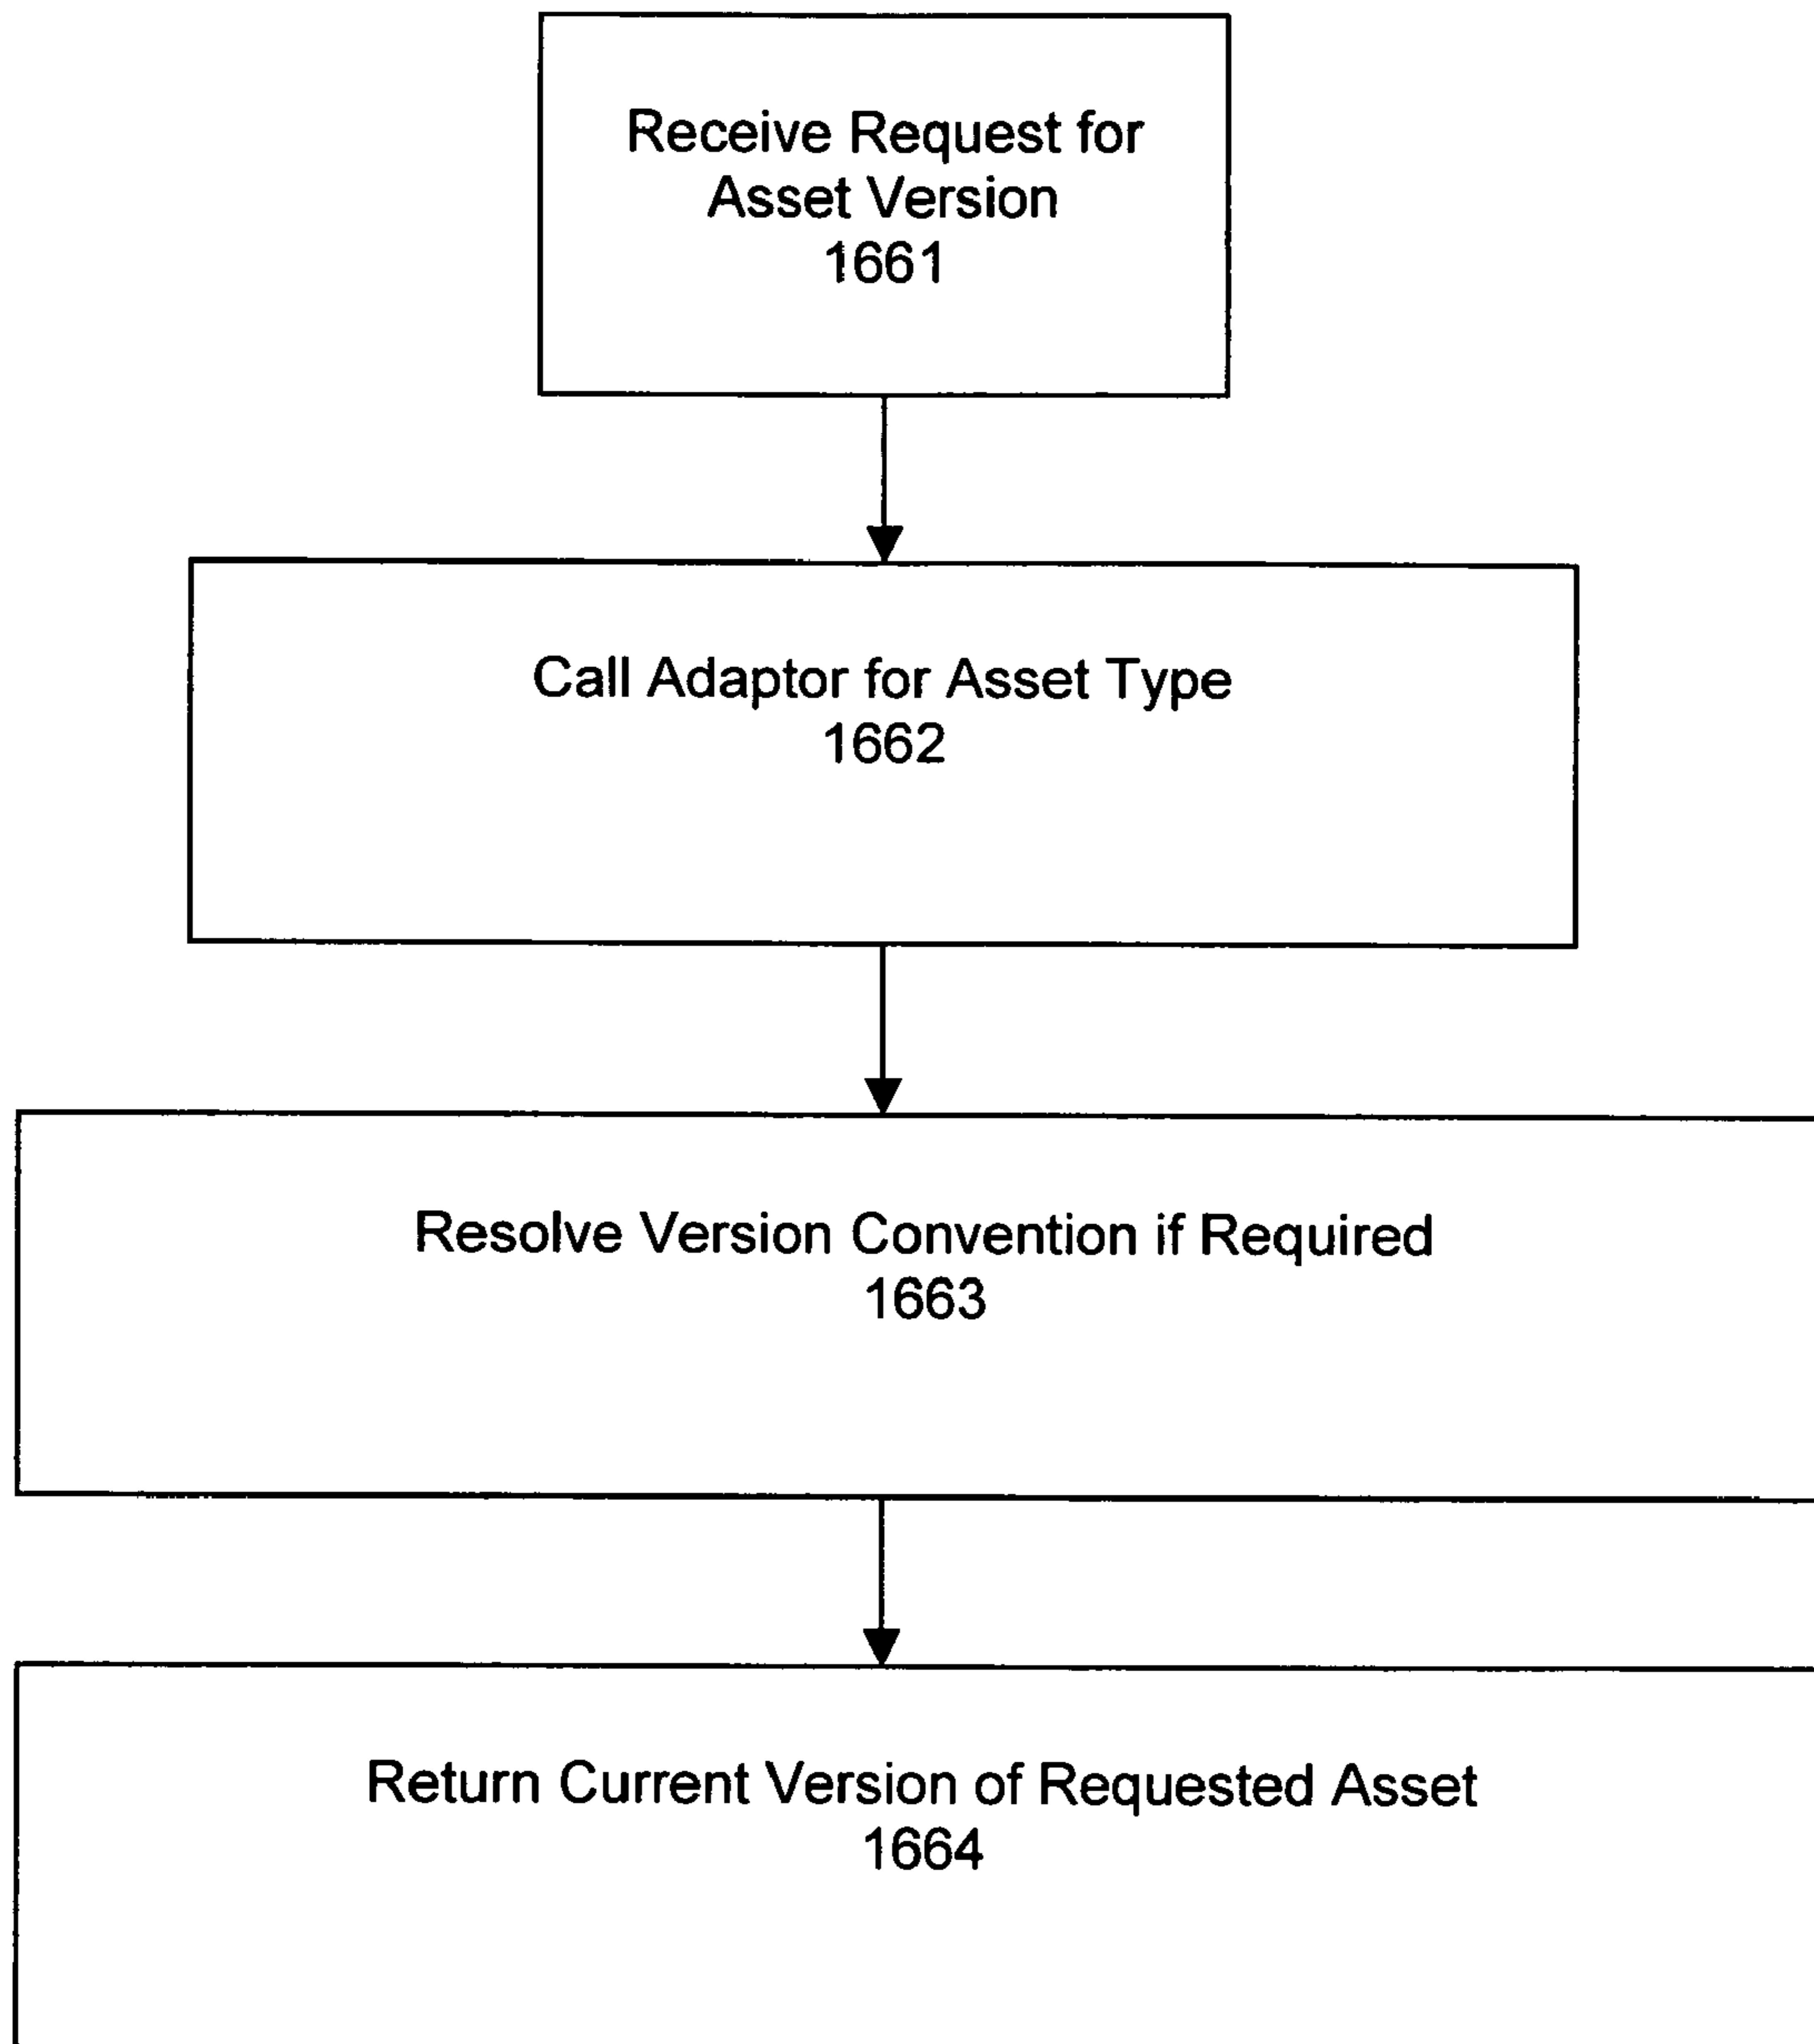 Receive Request for
Asset Version
1661
Call Adaptor for Asset Type
1662
Resolve Version Convention if Required
1663
Return Current Version of Requested Asset
1664